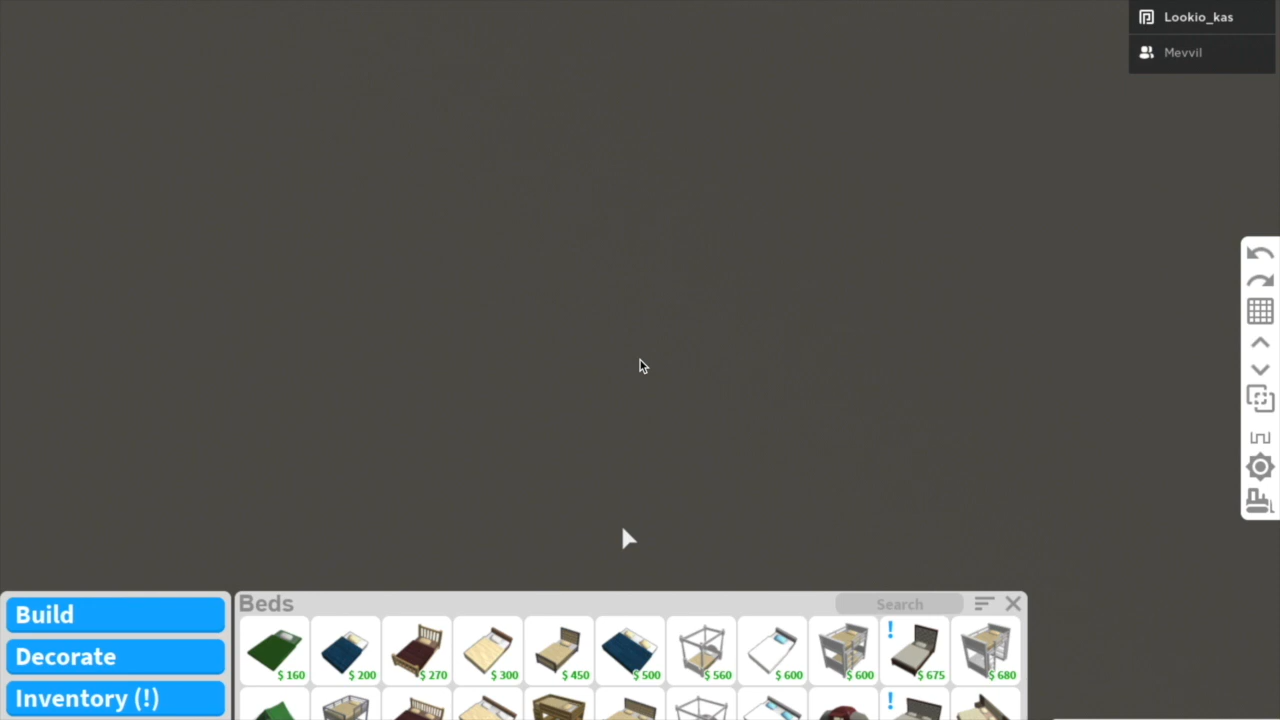 Lookio_kas
Mevvil
Build
Decorate
Inventory (!)
Beds
Search
$ 160
$ 200
$ 270
$ 300
$ 450
$ 500
$ 560
$ 600
$ 600
! $ 675
$ 680
!